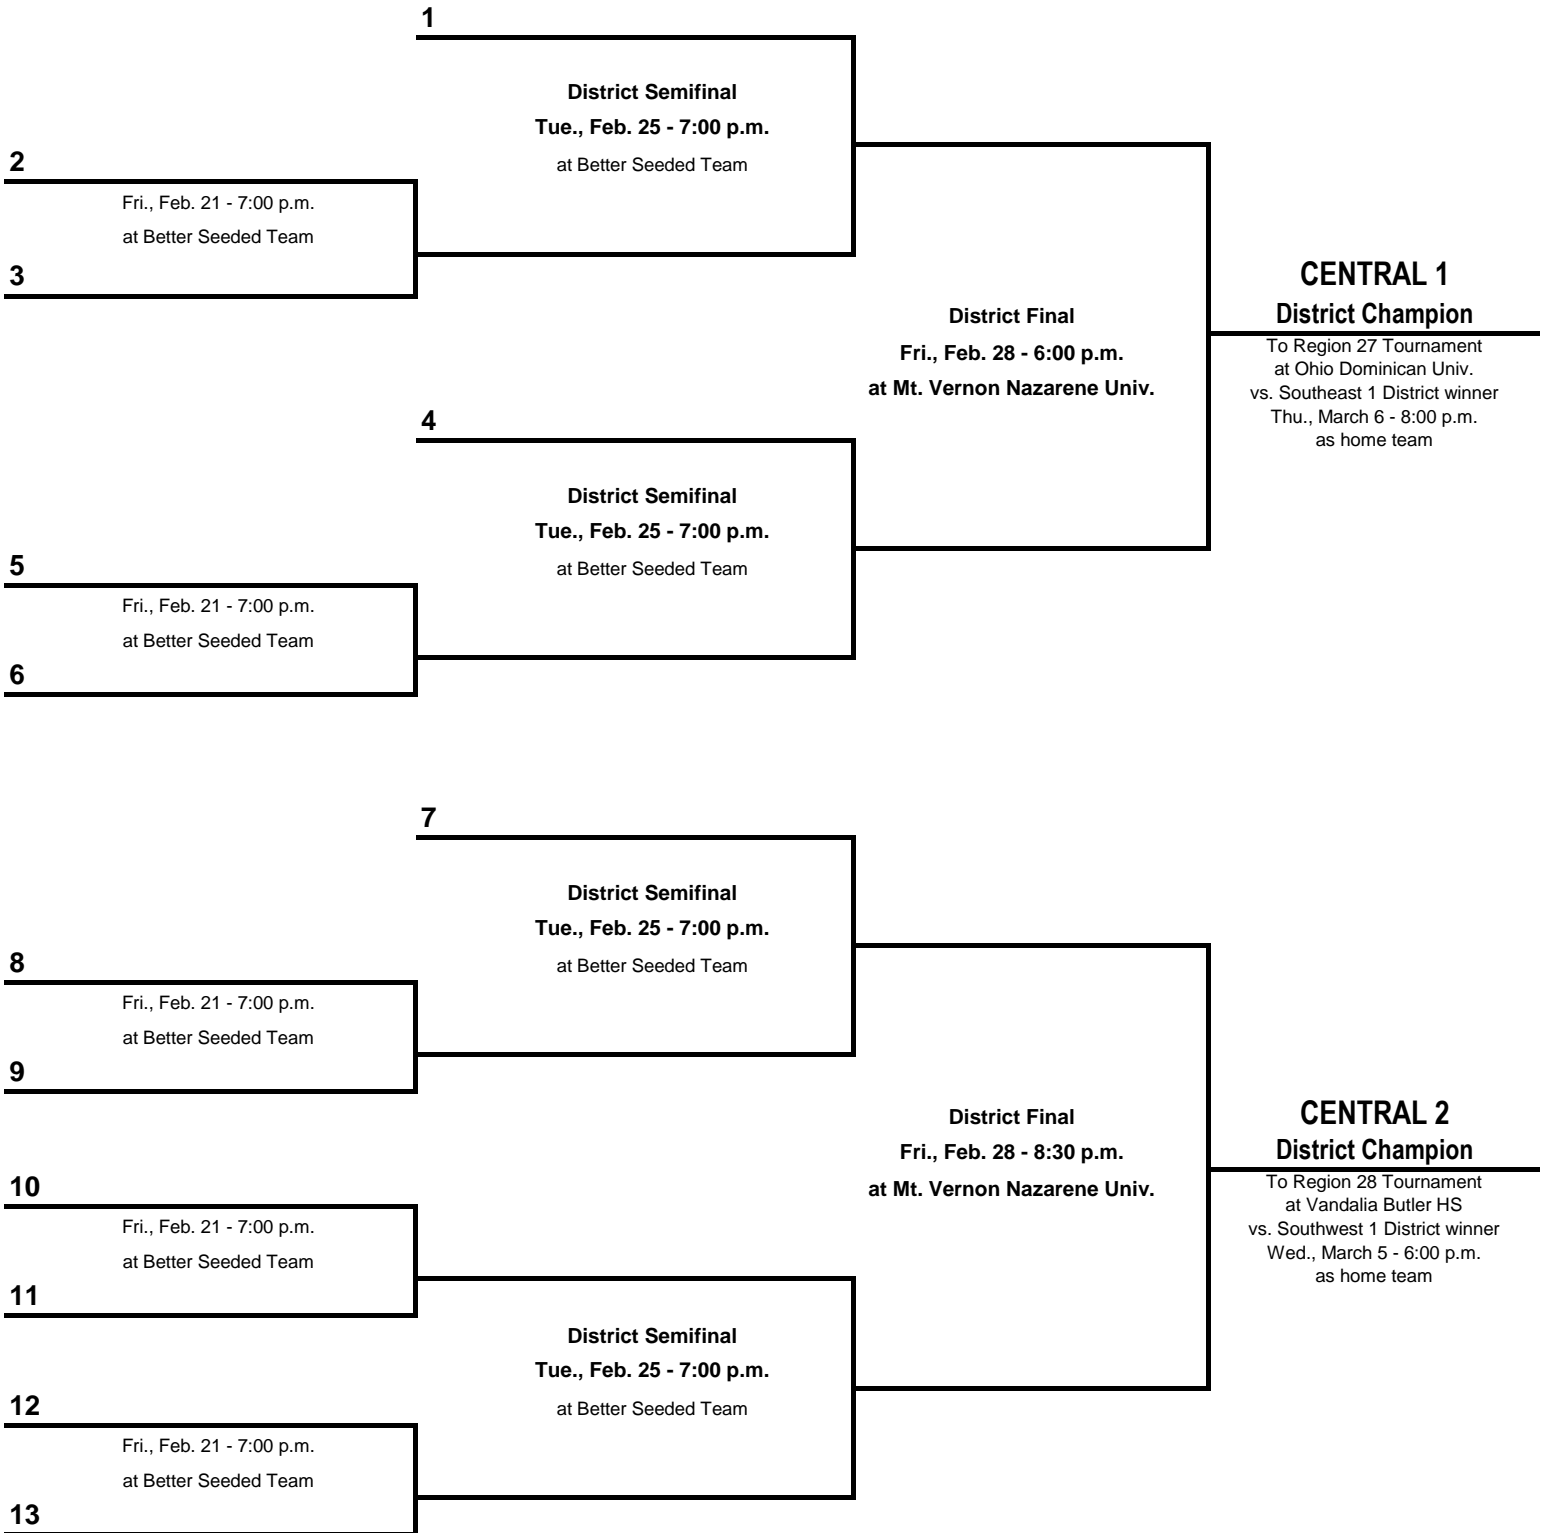 1
District Semifinal
Tue., Feb. 25 - 7:00 p.m.
at Better Seeded Team
2
Fri., Feb. 21 - 7:00 p.m.
at Better Seeded Team
3
CENTRAL 1
District Champion
To Region 27 Tournament
at Ohio Dominican Univ.
vs. Southeast 1 District winner
Thu., March 6 - 8:00 p.m.
as home team
District Final
Fri., Feb. 28 - 6:00 p.m.
at Mt. Vernon Nazarene Univ.
4
District Semifinal
Tue., Feb. 25 - 7:00 p.m.
at Better Seeded Team
5
Fri., Feb. 21 - 7:00 p.m.
at Better Seeded Team
6
7
District Semifinal
Tue., Feb. 25 - 7:00 p.m.
at Better Seeded Team
8
Fri., Feb. 21 - 7:00 p.m.
at Better Seeded Team
9
District Final
Fri., Feb. 28 - 8:30 p.m.
at Mt. Vernon Nazarene Univ.
CENTRAL 2
District Champion
To Region 28 Tournament
at Vandalia Butler HS
vs. Southwest 1 District winner
Wed., March 5 - 6:00 p.m.
as home team
10
Fri., Feb. 21 - 7:00 p.m.
at Better Seeded Team
11
District Semifinal
Tue., Feb. 25 - 7:00 p.m.
at Better Seeded Team
12
Fri., Feb. 21 - 7:00 p.m.
at Better Seeded Team
13